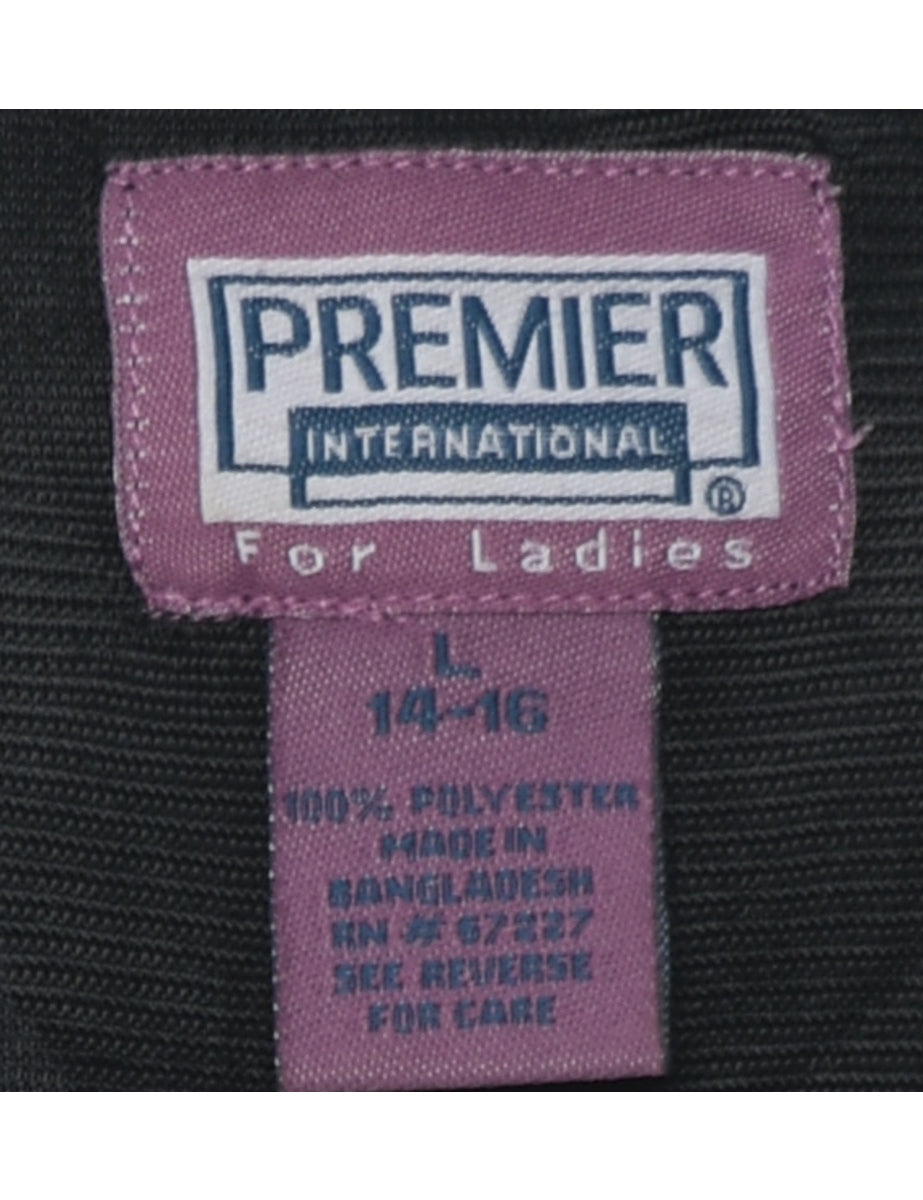 PREMIER
INTERNATIONAL
®
For Ladies
L
14-16
100% POLYESTER
MADE IN
BANGLADESH
RN # 67227
SEE REVERSE
FOR CARE